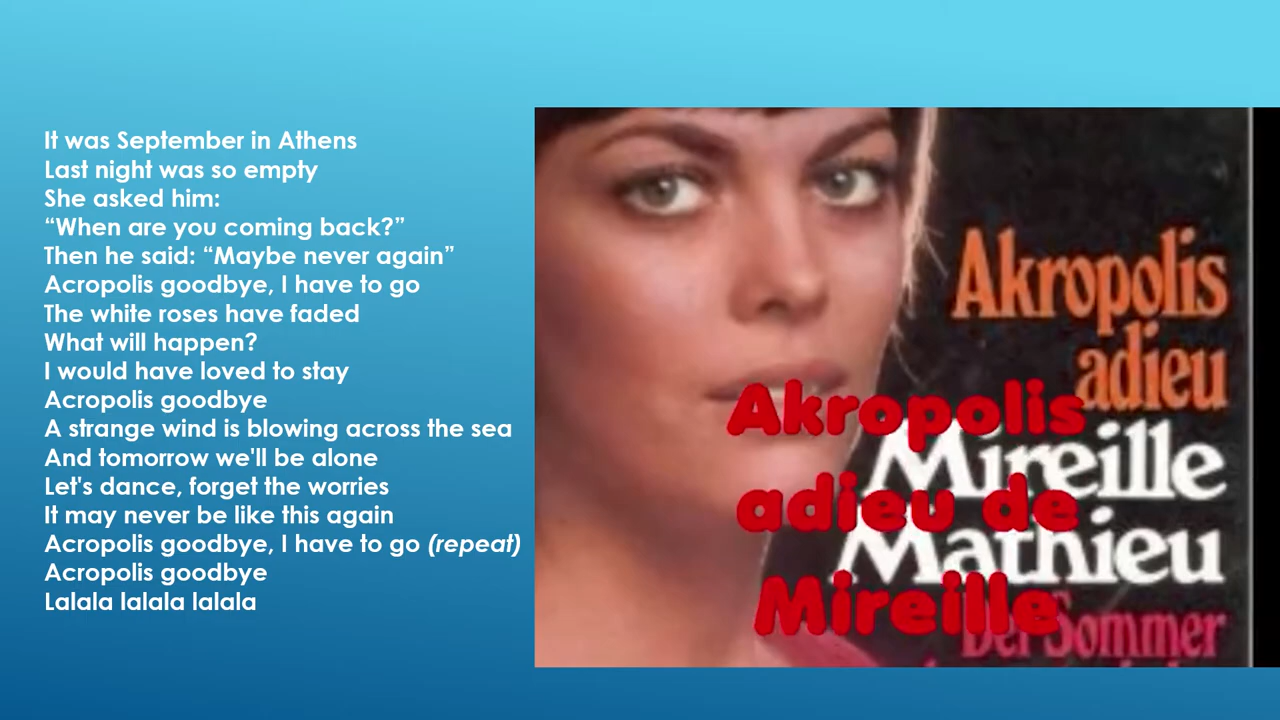 It was September in Athens
Last night was so empty
She asked him:
“When are you coming back?”
Then he said: “Maybe never again”
Acropolis goodbye, I have to go
The white roses have faded
What will happen?
I would have loved to stay
Acropolis goodbye
A strange wind is blowing across the sea
And tomorrow we'll be alone
Let's dance, forget the worries
It may never be like this again
Acropolis goodbye, I have to go (repeat)
Acropolis goodbye
Lalala lalala lalala
Akropolis
adieu
Mireille
Mathieu
Der Sommer
Akropolis
adieu de
Mireille